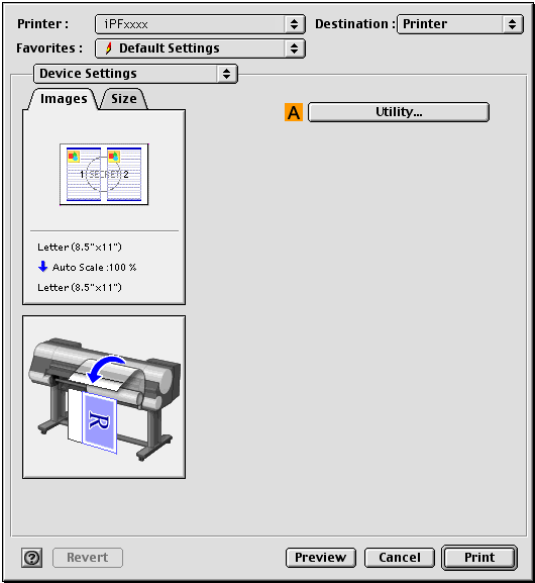 Printer : iPFxxxx Destination : Printer
Favorites : Default Settings
Device Settings
Images Size
A Utility...
1 SECRET 2
Letter (8.5"x11")
Auto Scale :100 %
Letter (8.5"x11")
R
? Revert Preview Cancel Print